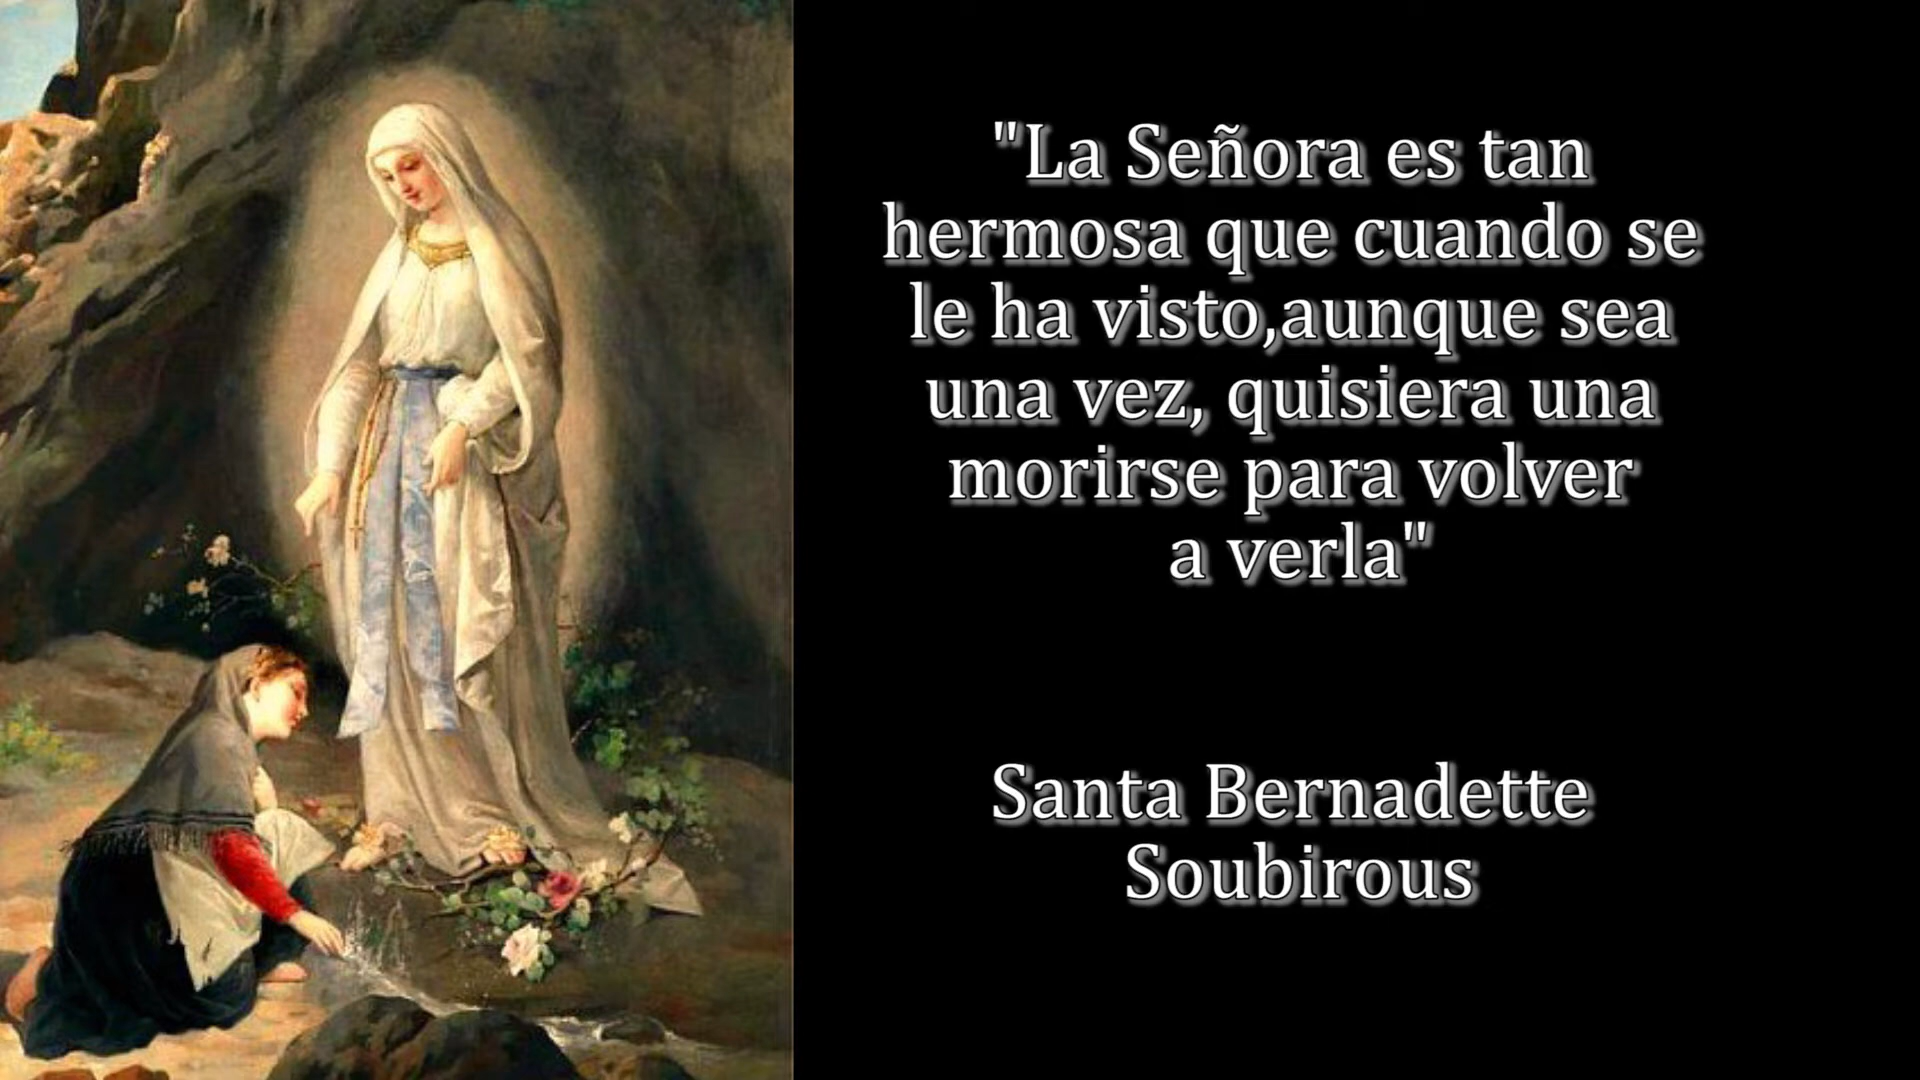 "La Señora es tan
hermosa que cuando se
le ha visto,aunque sea
una vez, quisiera una
morirse para volver
a verla"
Santa Bernadette
Soubirous